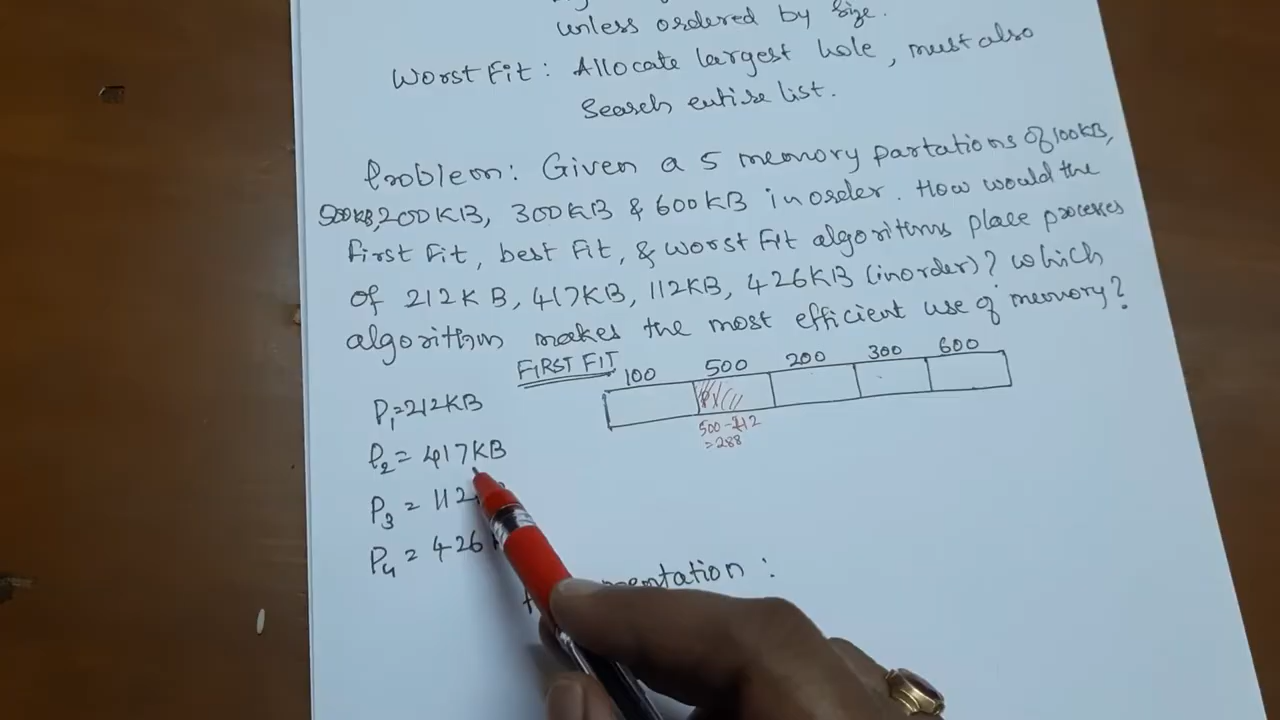 unless ordered by size.
Worst Fit : Allocate largest hole, must also
Search entire list.
Problem: Given a 5 memory partations of 100KB,
500KB, 200KB, 300KB & 600KB in order. How would the
First Fit, best Fit, & worst Fit algorithms place processes
of 212KB, 417KB, 112KB, 426KB (inorder)? which
algorithm makes the most efficient use of memory?
FIRST FIT
100 500 200 300 600
P1
500-212
=288
P1=212KB
P2= 417KB
P3 = 112
P4 = 426
mentation :